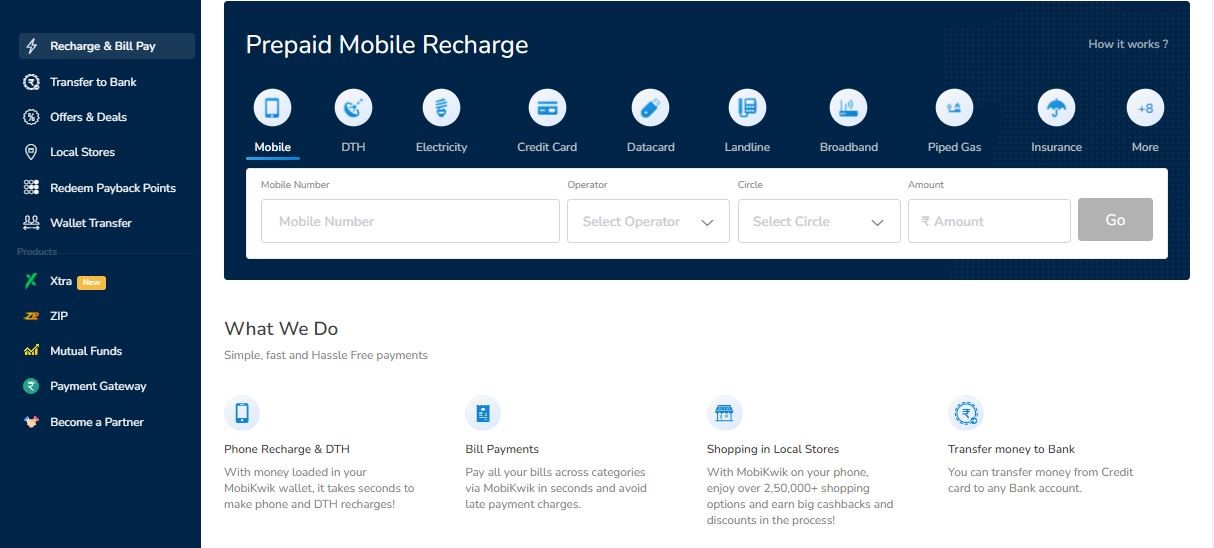 Recharge & Bill Pay
Transfer to Bank
Offers & Deals
Local Stores
Redeem Payback Points
Wallet Transfer
Products
Xtra New
ZIP
Mutual Funds
Payment Gateway
Become a Partner
Prepaid Mobile Recharge
How it works ?
+8
Mobile DTH Electricity Credit Card Datacard Landline Broadband Piped Gas Insurance More
Mobile Number Operator Circle Amount
Mobile Number Select Operator Select Circle ₹ Amount Go
What We Do
Simple, fast and Hassle Free payments
Phone Recharge & DTH
With money loaded in your
MobiKwik wallet, it takes seconds to
make phone and DTH recharges!
Bill Payments
Pay all your bills across categories
via MobiKwik in seconds and avoid
late payment charges.
Shopping in Local Stores
With MobiKwik on your phone,
enjoy over 2,50,000+ shopping
options and earn big cashbacks and
discounts in the process!
Transfer money to Bank
You can transfer money from Credit
card to any Bank account.